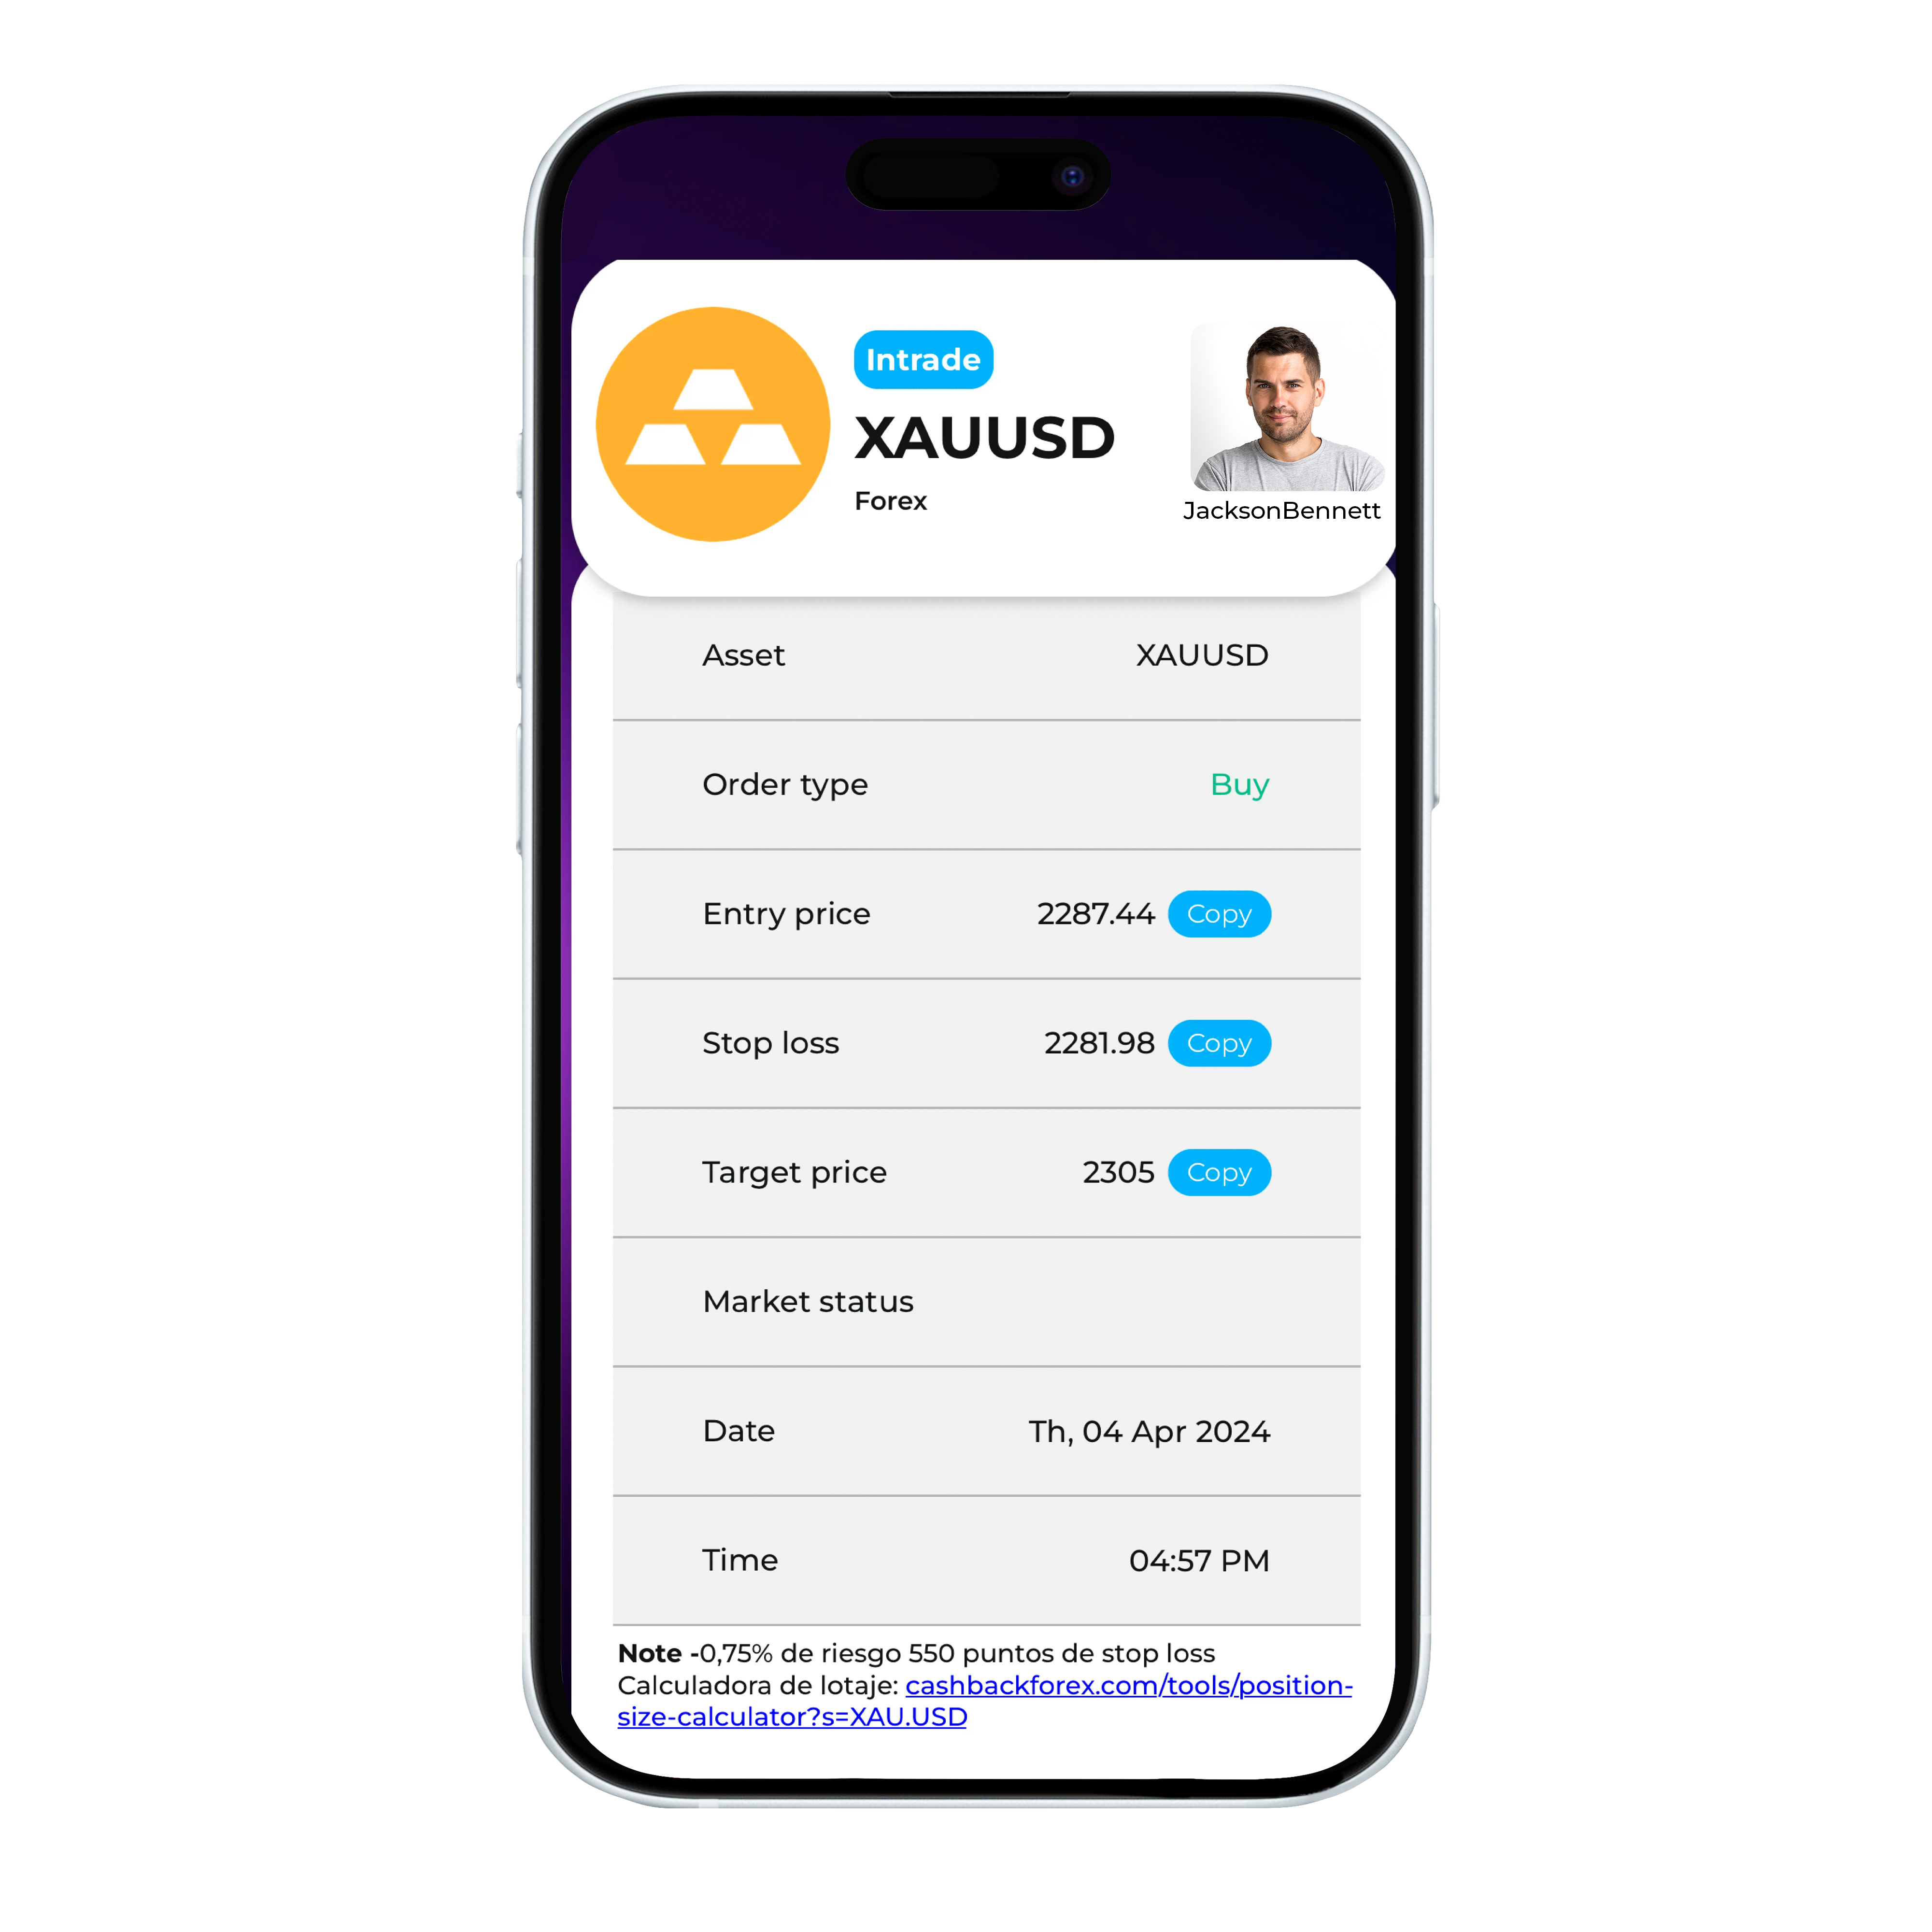 Intrade
XAUUSD
Forex
JacksonBennett
Asset XAUUSD
Order type Buy
Entry price 2287.44 Copy
Stop loss 2281.98 Copy
Target price 2305 Copy
Market status
Date Th, 04 Apr 2024
Time 04:57 PM
Note -0,75% de riesgo 550 puntos de stop loss
Calculadora de lotaje: cashbackforex.com/tools/position-
size-calculator?s=XAU.USD